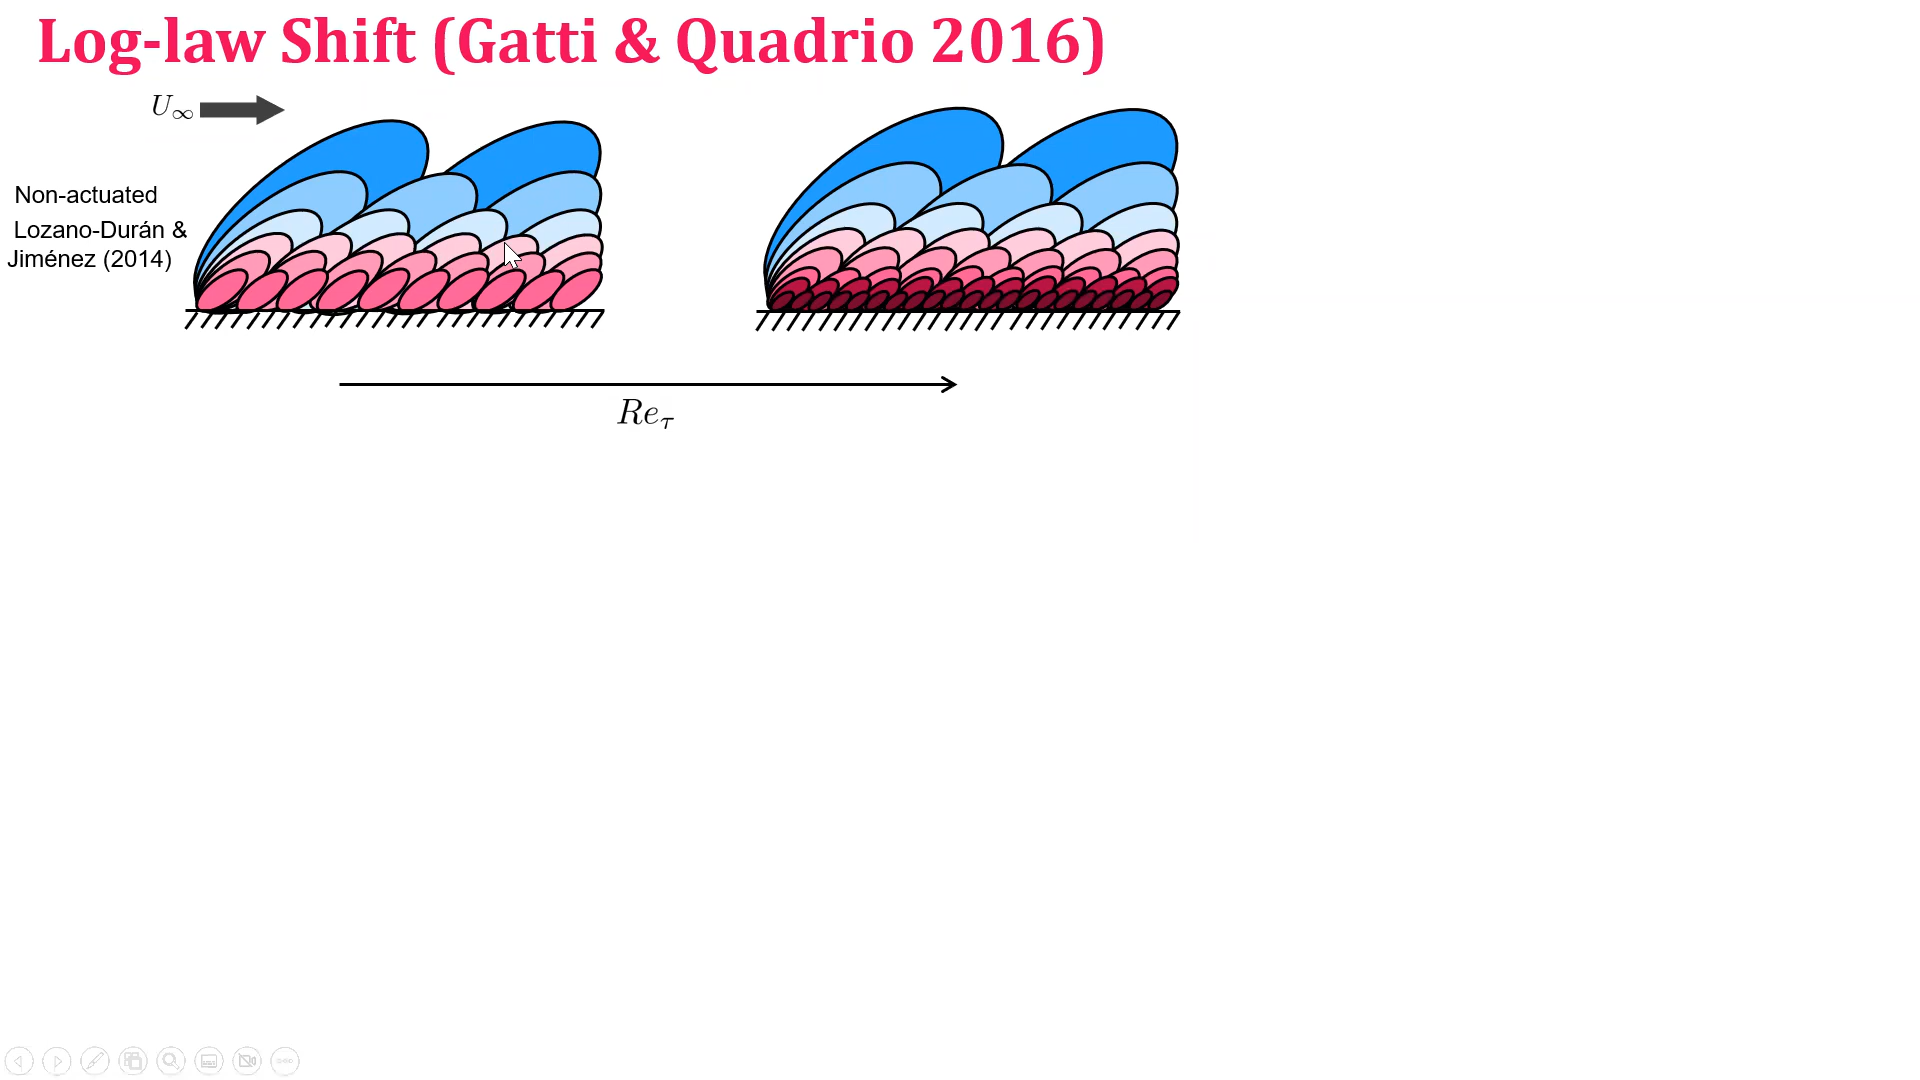 Log-law Shift (Gatti & Quadrio 2016)
U∞
Non-actuated
Lozano-Durán &
Jiménez (2014)
Reτ